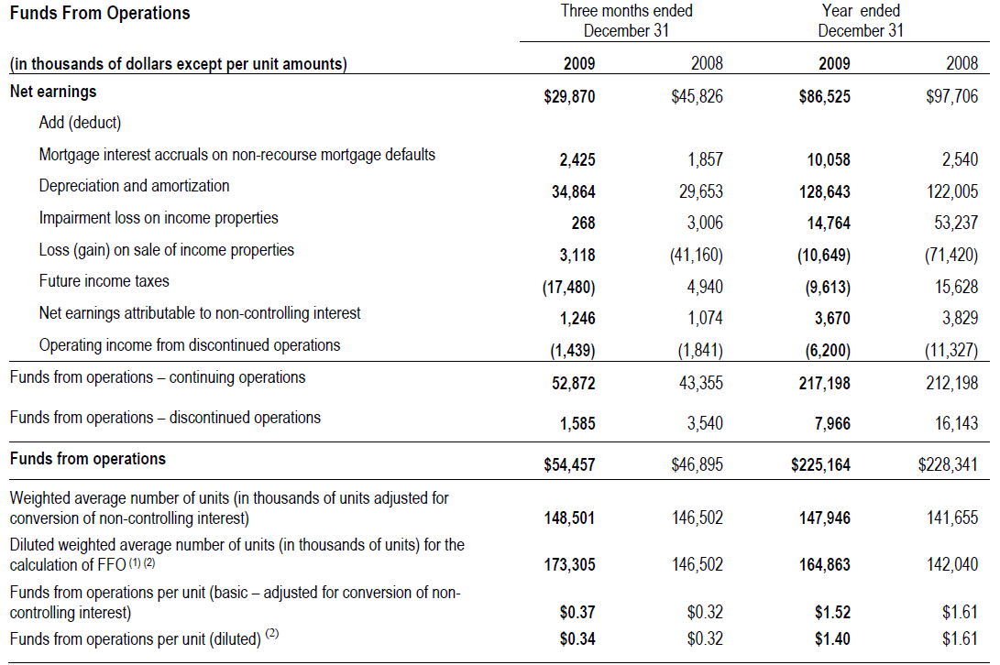 Funds From Operations Three months ended Year ended
December 31 December 31
(in thousands of dollars except per unit amounts) 2009 2008 2009 2008
Net earnings $29,870 $45,826 $86,525 $97,706
Add (deduct)
Mortgage interest accruals on non-recourse mortgage defaults 2,425 1,857 10,058 2,540
Depreciation and amortization 34,864 29,653 128,643 122,005
Impairment loss on income properties 268 3,006 14,764 53,237
Loss (gain) on sale of income properties 3,118 (41,160) (10,649) (71,420)
Future income taxes (17,480) 4,940 (9,613) 15,628
Net earnings attributable to non-controlling interest 1,246 1,074 3,670 3,829
Operating income from discontinued operations (1,439) (1,841) (6,200) (11,327)
Funds from operations – continuing operations 52,872 43,355 217,198 212,198
Funds from operations – discontinued operations 1,585 3,540 7,966 16,143
Funds from operations $54,457 $46,895 $225,164 $228,341
Weighted average number of units (in thousands of units adjusted for
conversion of non-controlling interest) 148,501 146,502 147,946 141,655
Diluted weighted average number of units (in thousands of units) for the
calculation of FFO (1) (2) 173,305 146,502 164,863 142,040
Funds from operations per unit (basic – adjusted for conversion of non-
controlling interest) $0.37 $0.32 $1.52 $1.61
Funds from operations per unit (diluted) (2) $0.34 $0.32 $1.40 $1.61